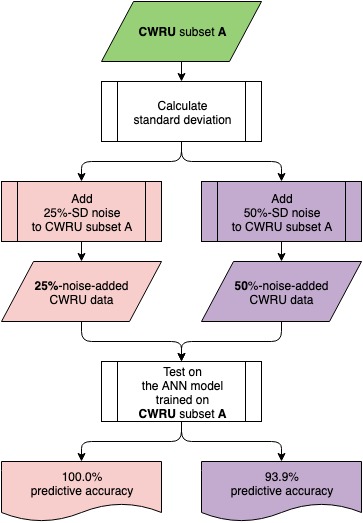 CWRU subset A
Calculate
standard deviation
Add
25%-SD noise
to CWRU subset A
Add
50%-SD noise
to CWRU subset A
25%-noise-added
CWRU data
50%-noise-added
CWRU data
Test on
the ANN model
trained on
CWRU subset A
100.0%
predictive accuracy
93.9%
predictive accuracy